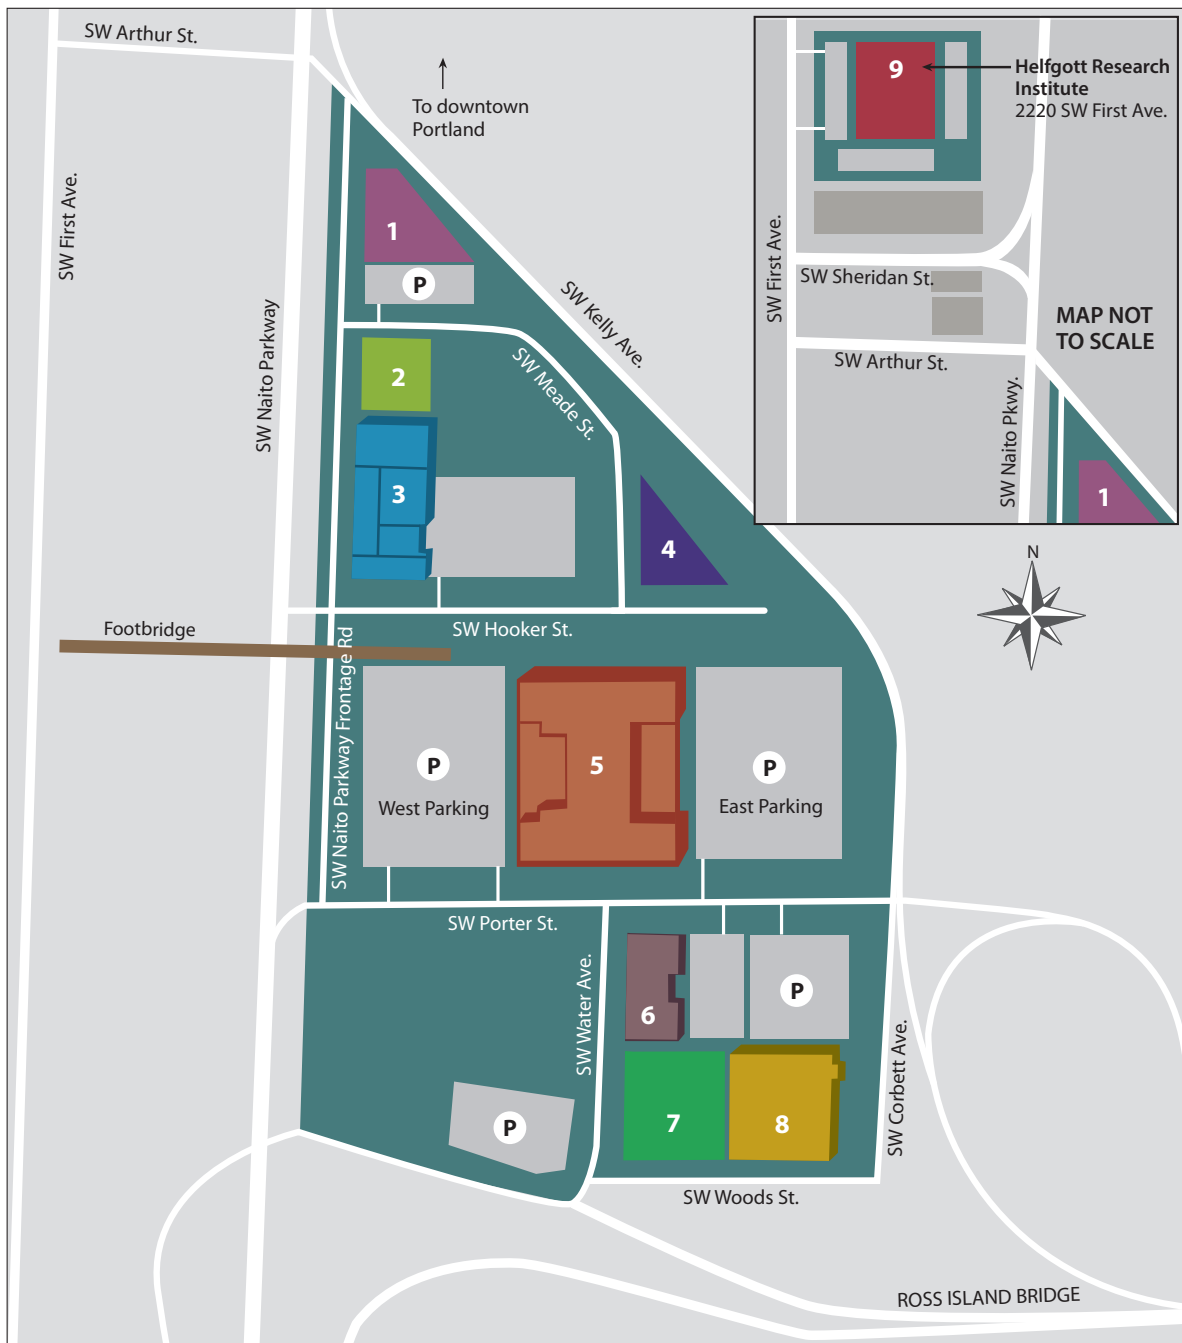 SW Arthur St.
To downtown
Portland
SW First Ave.
SW Naito Parkway
1
P
SW Kelly Ave.
SW Meade St.
2
3
4
SW Hooker St.
Footbridge
SW Naito Parkway Frontage Rd
P
West Parking
5
P
East Parking
SW Porter St.
SW Water Ave.
6
P
SW Corbett Ave.
7
8
P
SW Woods St.
ROSS ISLAND BRIDGE
9
Helfgott Research
Institute
2220 SW First Ave.
SW First Ave.
SW Sheridan St.
MAP NOT
TO SCALE
SW Arthur St.
SW Naito Pkwy.
1
N